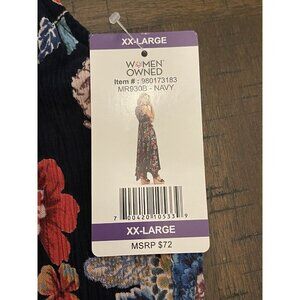 XX-LARGE
WOMEN
OWNED
Item # : 980173183
MR930B - NAVY
7 00420 10533 9
XX-LARGE
MSRP $72